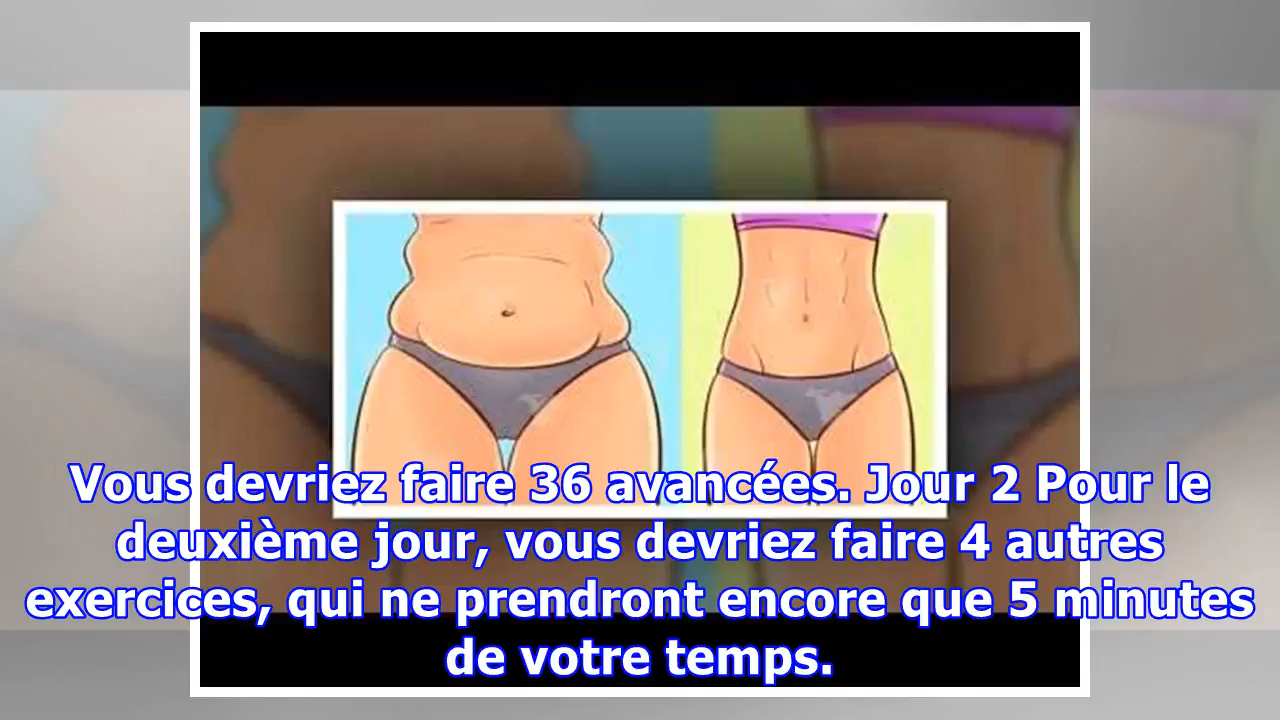 Vous devriez faire 36 avancées. Jour 2 Pour le
deuxième jour, vous devriez faire 4 autres
exercices, qui ne prendront encore que 5 minutes
de votre temps.